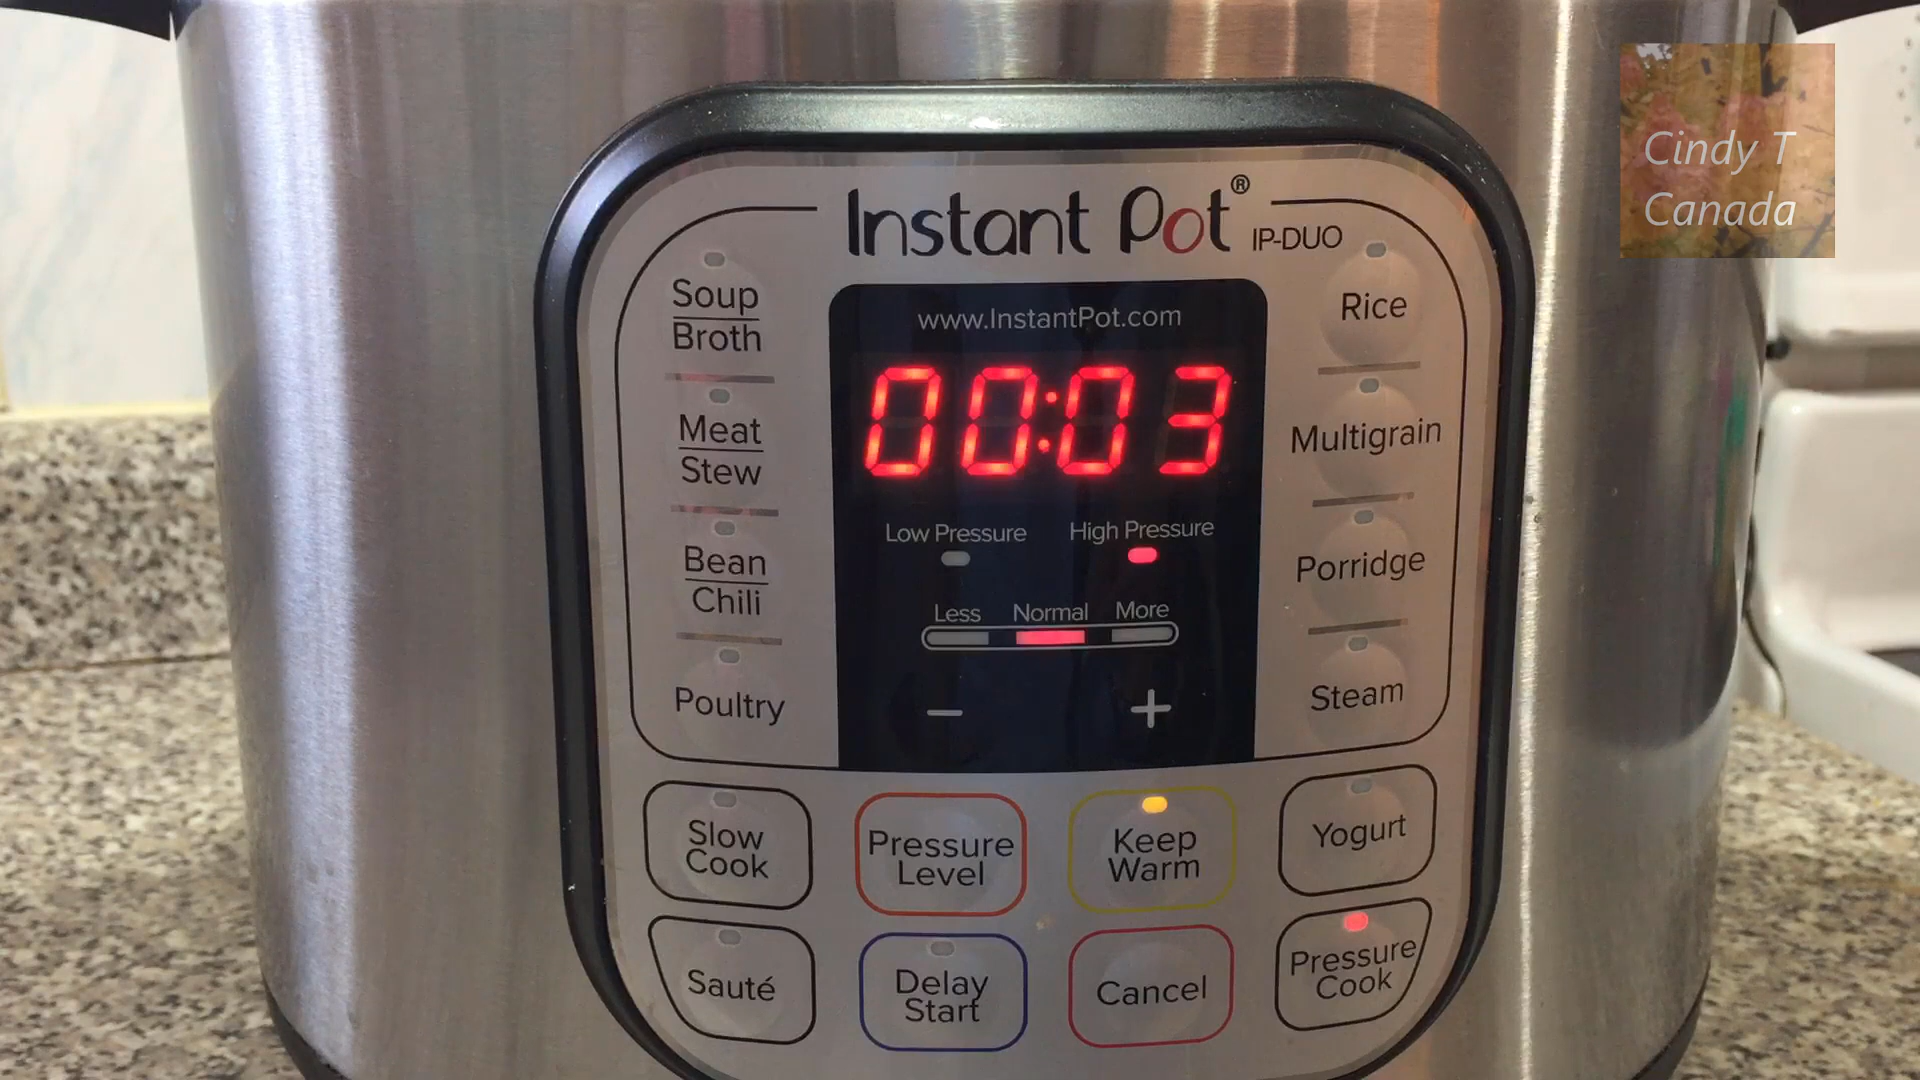 Cindy T
Canada
Instant Pot® IP-DUO
www.InstantPot.com
00:03
Low Pressure
High Pressure
Less
Normal
More
−
+
Soup
Broth
Meat
Stew
Bean
Chili
Poultry
Rice
Multigrain
Porridge
Steam
Slow
Cook
Pressure
Level
Keep
Warm
Yogurt
Sauté
Delay
Start
Cancel
Pressure
Cook